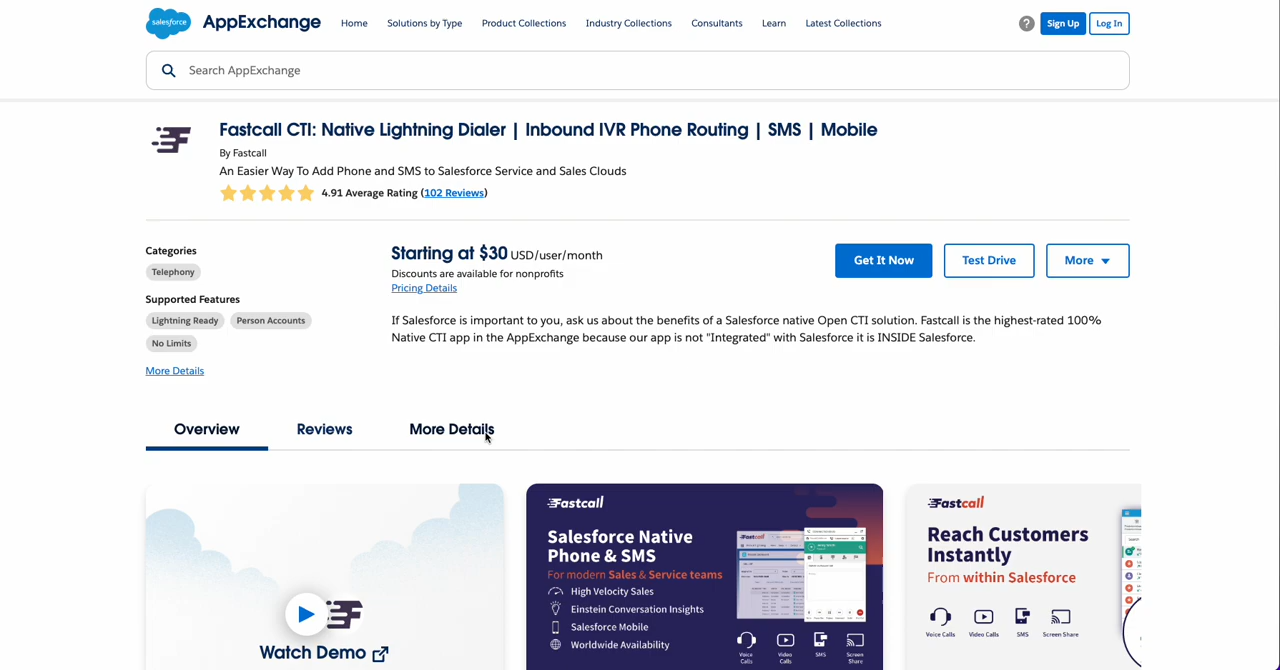 salesforce
AppExchange
Home
Solutions by Type
Product Collections
Industry Collections
Consultants
Learn
Latest Collections
?
Sign Up
Log In
Search AppExchange
Fastcall CTI: Native Lightning Dialer | Inbound IVR Phone Routing | SMS | Mobile
By Fastcall
An Easier Way To Add Phone and SMS to Salesforce Service and Sales Clouds
4.91 Average Rating (102 Reviews)
Categories
Telephony
Supported Features
Lightning Ready
Person Accounts
No Limits
More Details
Starting at $30 USD/user/month
Discounts are available for nonprofits
Pricing Details
Get It Now
Test Drive
More
If Salesforce is important to you, ask us about the benefits of a Salesforce native Open CTI solution. Fastcall is the highest-rated 100%
Native CTI app in the AppExchange because our app is not "Integrated" with Salesforce it is INSIDE Salesforce.
Overview
Reviews
More Details
Watch Demo
Fastcall
Salesforce Native
Phone & SMS
For modern Sales & Service teams
High Velocity Sales
Einstein Conversation Insights
Salesforce Mobile
Worldwide Availability
Voice
Calls
Video
Calls
SMS
Screen
Share
Fastcall
Reach Customers
Instantly
From within Salesforce
Voice Calls
Video Calls
SMS
Screen Share